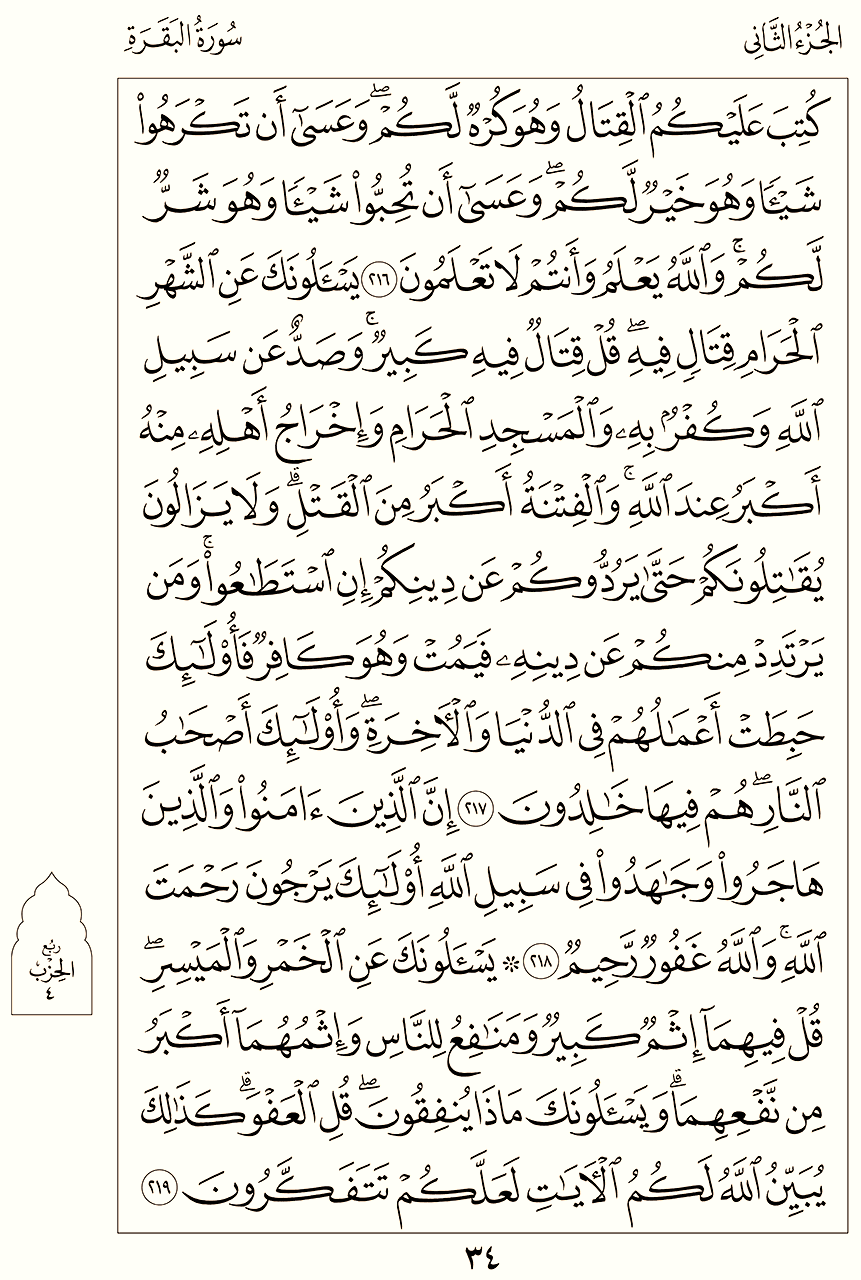 الجُزْءُ الثَّانِي
سُورَةُ البَقَرَةِ
كُتِبَ عَلَيْكُمُ ٱلْقِتَالُ وَهُوَ كُرْهٌ لَّكُمْ ۖ وَعَسَىٰٓ أَن تَكْرَهُوا۟
شَيْـًٔا وَهُوَ خَيْرٌ لَّكُمْ ۖ وَعَسَىٰٓ أَن تُحِبُّوا۟ شَيْـًٔا وَهُوَ شَرٌّ
لَّكُمْ ۚ وَٱللَّهُ يَعْلَمُ وَأَنتُمْ لَا تَعْلَمُونَ ٢١٦ يَسْـَٔلُونَكَ عَنِ ٱلشَّهْرِ
ٱلْحَرَامِ قِتَالٍ فِيهِ ۖ قُلْ قِتَالٌ فِيهِ كَبِيرٌ ۚ وَصَدٌّ عَن سَبِيلِ
ٱللَّهِ وَكُفْرٌۢ بِهِۦ وَٱلْمَسْجِدِ ٱلْحَرَامِ وَإِخْرَاجُ أَهْلِهِۦ مِنْهُ
أَكْبَرُ عِندَ ٱللَّهِ ۚ وَٱلْفِتْنَةُ أَكْبَرُ مِنَ ٱلْقَتْلِ ۗ وَلَا يَزَالُونَ
يُقَـٰتِلُونَكُمْ حَتَّىٰ يَرُدُّوكُمْ عَن دِينِكُمْ إِنِ ٱسْتَطَـٰعُوا۟ ۚ وَمَن
يَرْتَدِدْ مِنكُمْ عَن دِينِهِۦ فَيَمُتْ وَهُوَ كَافِرٌ فَأُو۟لَـٰٓئِكَ
حَبِطَتْ أَعْمَـٰلُهُمْ فِى ٱلدُّنْيَا وَٱلْـَٔاخِرَةِ ۖ وَأُو۟لَـٰٓئِكَ أَصْحَـٰبُ
ٱلنَّارِ ۖ هُمْ فِيهَا خَـٰلِدُونَ ٢١٧ إِنَّ ٱلَّذِينَ ءَامَنُوا۟ وَٱلَّذِينَ
هَاجَرُوا۟ وَجَـٰهَدُوا۟ فِى سَبِيلِ ٱللَّهِ أُو۟لَـٰٓئِكَ يَرْجُونَ رَحْمَتَ
ٱللَّهِ ۚ وَٱللَّهُ غَفُورٌ رَّحِيمٌ ٢١٨ ۞ يَسْـَٔلُونَكَ عَنِ ٱلْخَمْرِ وَٱلْمَيْسِرِ ۖ
قُلْ فِيهِمَآ إِثْمٌ كَبِيرٌ وَمَنَـٰفِعُ لِلنَّاسِ وَإِثْمُهُمَآ أَكْبَرُ
مِن نَّفْعِهِمَا ۗ وَيَسْـَٔلُونَكَ مَاذَا يُنفِقُونَ ۖ قُلِ ٱلْعَفْوَ ۗ كَذَٰلِكَ
يُبَيِّنُ ٱللَّهُ لَكُمُ ٱلْـَٔايَـٰتِ لَعَلَّكُمْ تَتَفَكَّرُونَ ٢١٩
رُبْع
الحِزْب
٤
٣٤